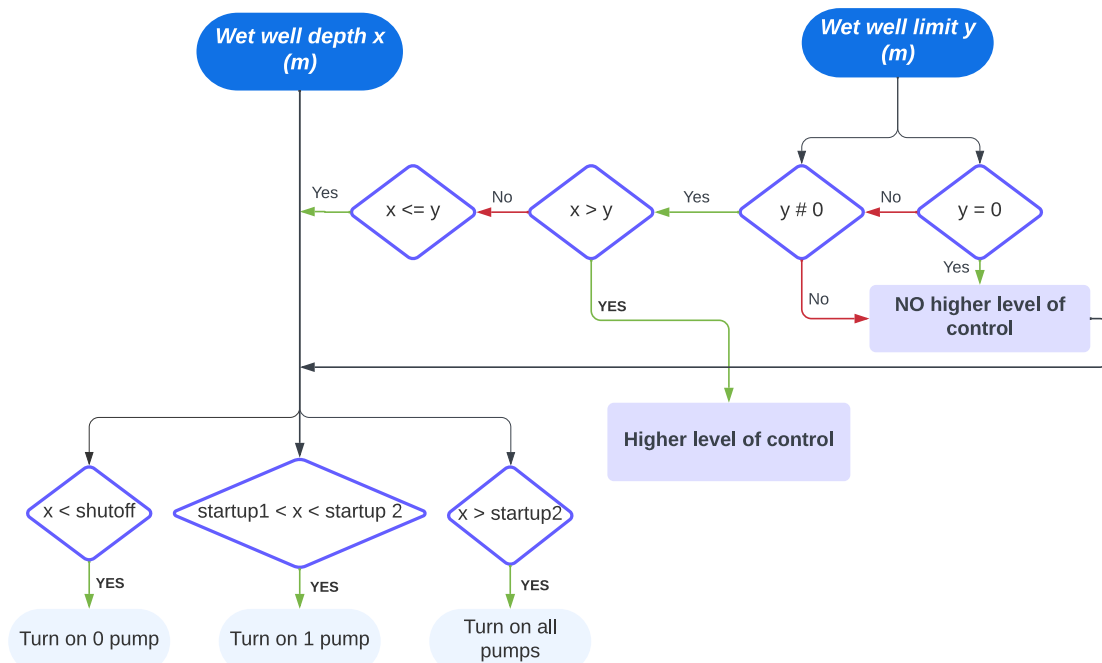 Wet well depth x
(m)
Wet well limit y
(m)
Yes
x <= y
No
x > y
Yes
y # 0
No
y = 0
Yes
No
YES
NO higher level of
control
Higher level of control
x < shutoff
startup1 < x < startup 2
x > startup2
YES
YES
YES
Turn on 0 pump
Turn on 1 pump
Turn on all
pumps